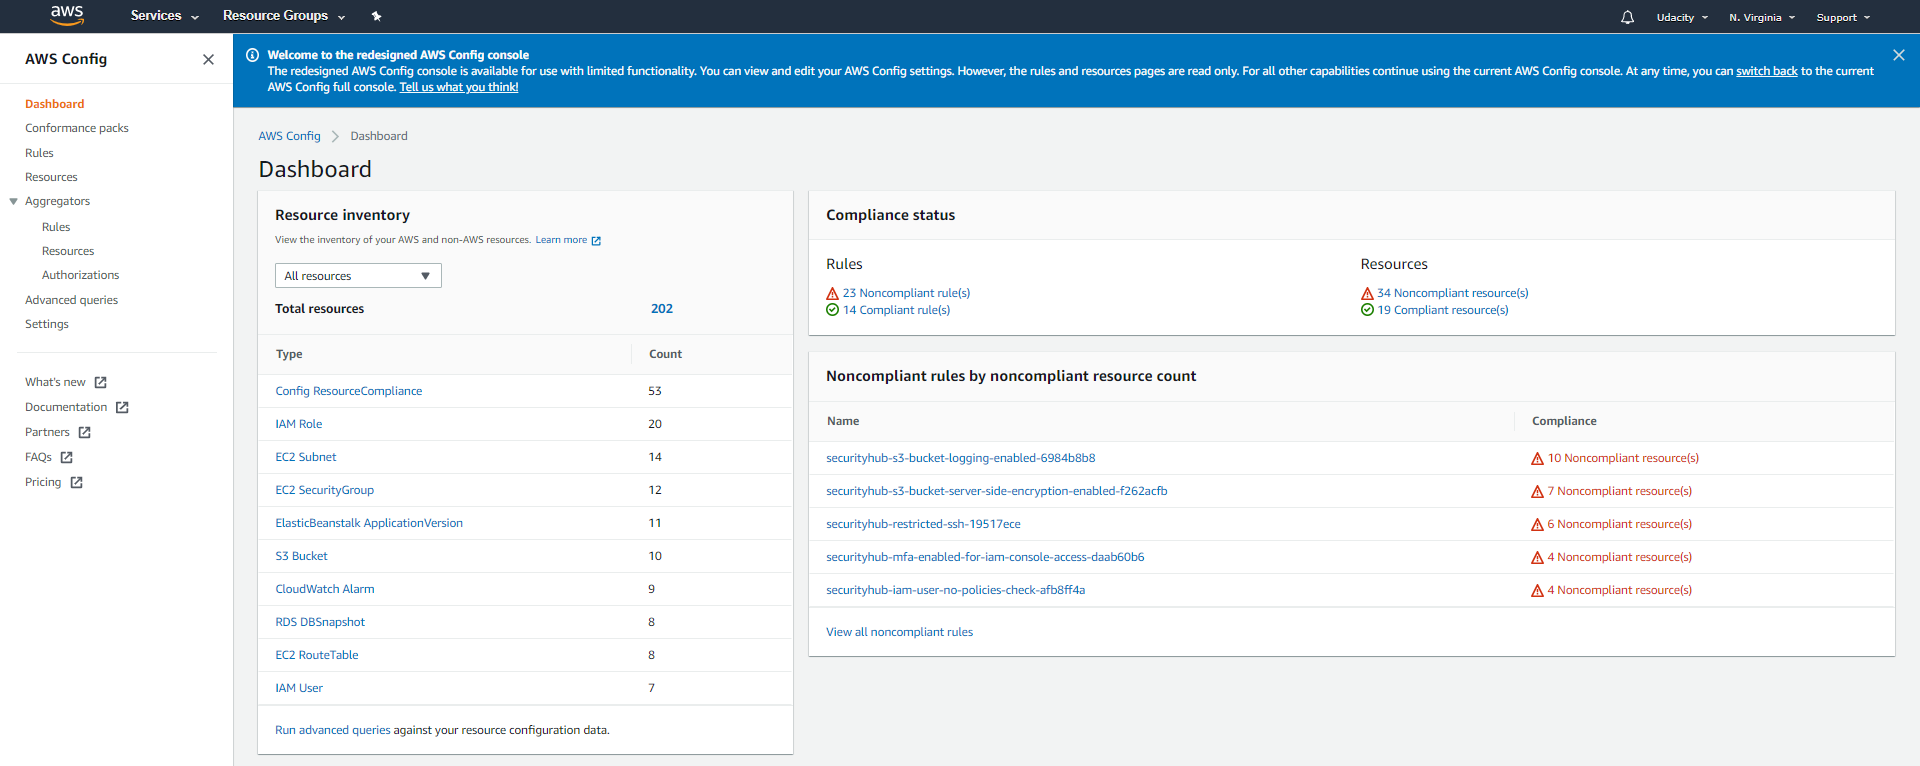 aws Services Resource Groups Udacity N. Virginia Support
AWS Config
Dashboard
Conformance packs
Rules
Resources
Aggregators
Rules
Resources
Authorizations
Advanced queries
Settings
What's new
Documentation
Partners
FAQs
Pricing
Welcome to the redesigned AWS Config console
The redesigned AWS Config console is available for use with limited functionality. You can view and edit your AWS Config settings. However, the rules and resources pages are read only. For all other capabilities continue using the current AWS Config console. At any time, you can switch back to the current
AWS Config full console. Tell us what you think!
AWS Config Dashboard
Dashboard
Resource inventory
View the inventory of your AWS and non-AWS resources. Learn more
All resources
Total resources 202
Type Count
Config ResourceCompliance 53
IAM Role 20
EC2 Subnet 14
EC2 SecurityGroup 12
ElasticBeanstalk ApplicationVersion 11
S3 Bucket 10
CloudWatch Alarm 9
RDS DBSnapshot 8
EC2 RouteTable 8
IAM User 7
Run advanced queries against your resource configuration data.
Compliance status
Rules
23 Noncompliant rule(s)
14 Compliant rule(s)
Resources
34 Noncompliant resource(s)
19 Compliant resource(s)
Noncompliant rules by noncompliant resource count
Name Compliance
securityhub-s3-bucket-logging-enabled-6984b8b8 10 Noncompliant resource(s)
securityhub-s3-bucket-server-side-encryption-enabled-f262acfb 7 Noncompliant resource(s)
securityhub-restricted-ssh-19517ece 6 Noncompliant resource(s)
securityhub-mfa-enabled-for-iam-console-access-daab60b6 4 Noncompliant resource(s)
securityhub-iam-user-no-policies-check-afb8ff4a 4 Noncompliant resource(s)
View all noncompliant rules